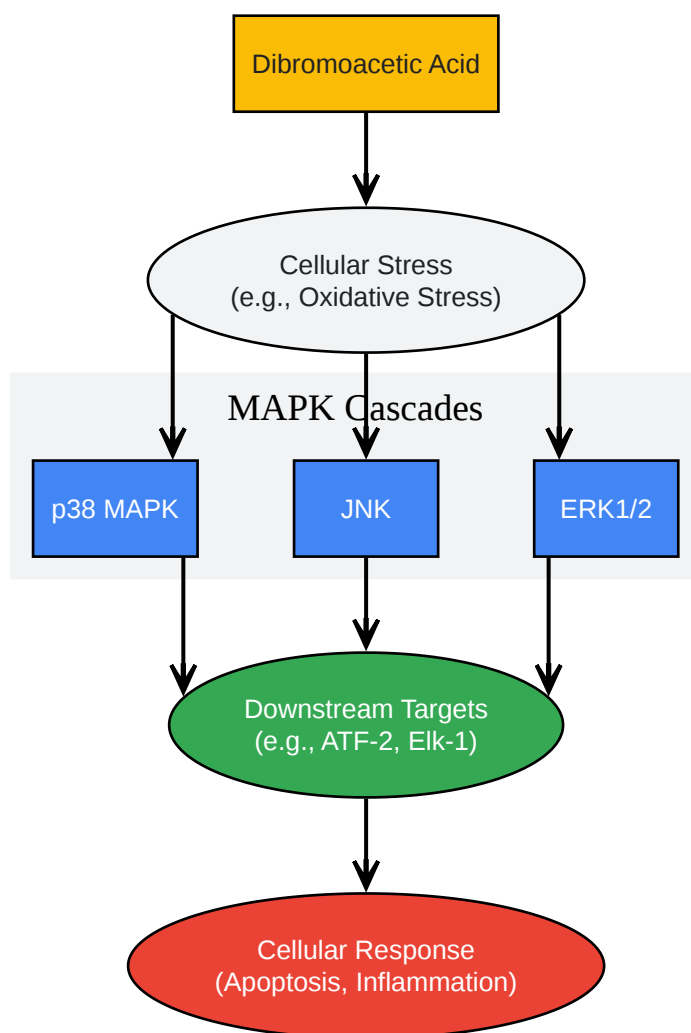 Dibromoacetic Acid
Cellular Stress
(e.g., Oxidative Stress)
MAPK Cascades
p38 MAPK
JNK
ERK1/2
Downstream Targets
(e.g., ATF-2, Elk-1)
Cellular Response
(Apoptosis, Inflammation)